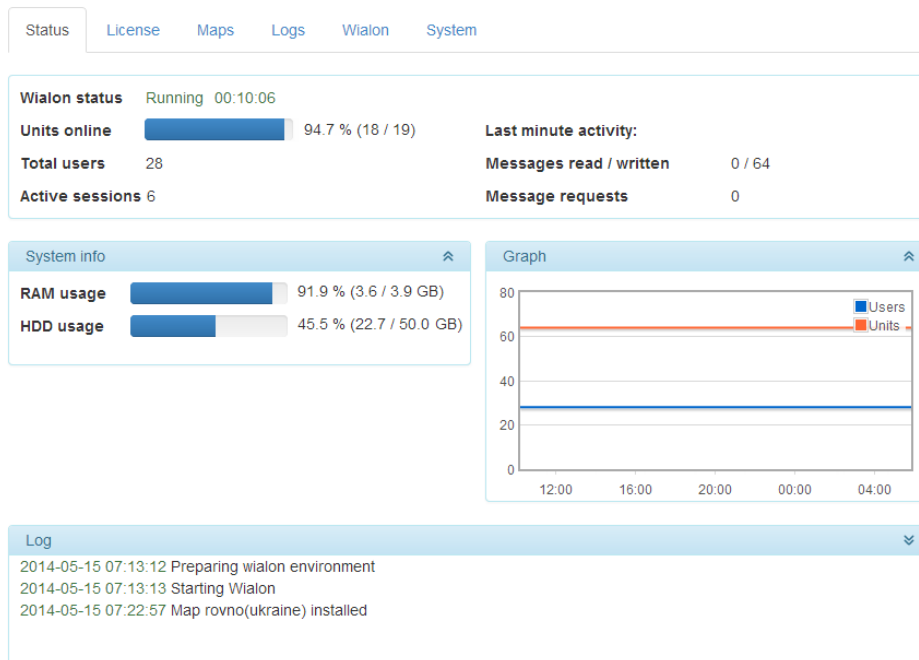 Status License Maps Logs Wialon System
Wialon status Running 00:10:06
Units online 94.7 % (18 / 19) Last minute activity:
Total users 28 Messages read / written 0 / 64
Active sessions 6 Message requests 0
System info
RAM usage 91.9 % (3.6 / 3.9 GB)
HDD usage 45.5 % (22.7 / 50.0 GB)
Graph
80
Users
Units
60
40
20
0
12:00 16:00 20:00 00:00 04:00
Log
2014-05-15 07:13:12 Preparing wialon environment
2014-05-15 07:13:13 Starting Wialon
2014-05-15 07:22:57 Map rovno(ukraine) installed